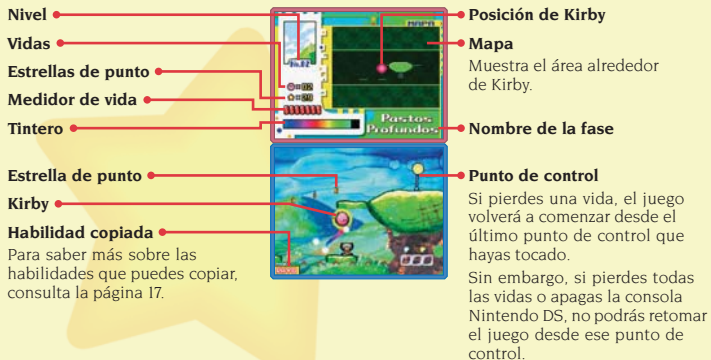 Nivel
Vidas
Estrellas de punto
Medidor de vida
Tintero
Estrella de punto
Kirby
Habilidad copiada
Para saber más sobre las
habilidades que puedes copiar,
consulta la página 17.
MAPA
No.02
=02
=20
Pastos
Profundos
Posición de Kirby
Mapa
Muestra el área alrededor
de Kirby.
Nombre de la fase
Punto de control
Si pierdes una vida, el juego
volverá a comenzar desde el
último punto de control que
hayas tocado.
Sin embargo, si pierdes todas
las vidas o apagas la consola
Nintendo DS, no podrás retomar
el juego desde ese punto de
control.